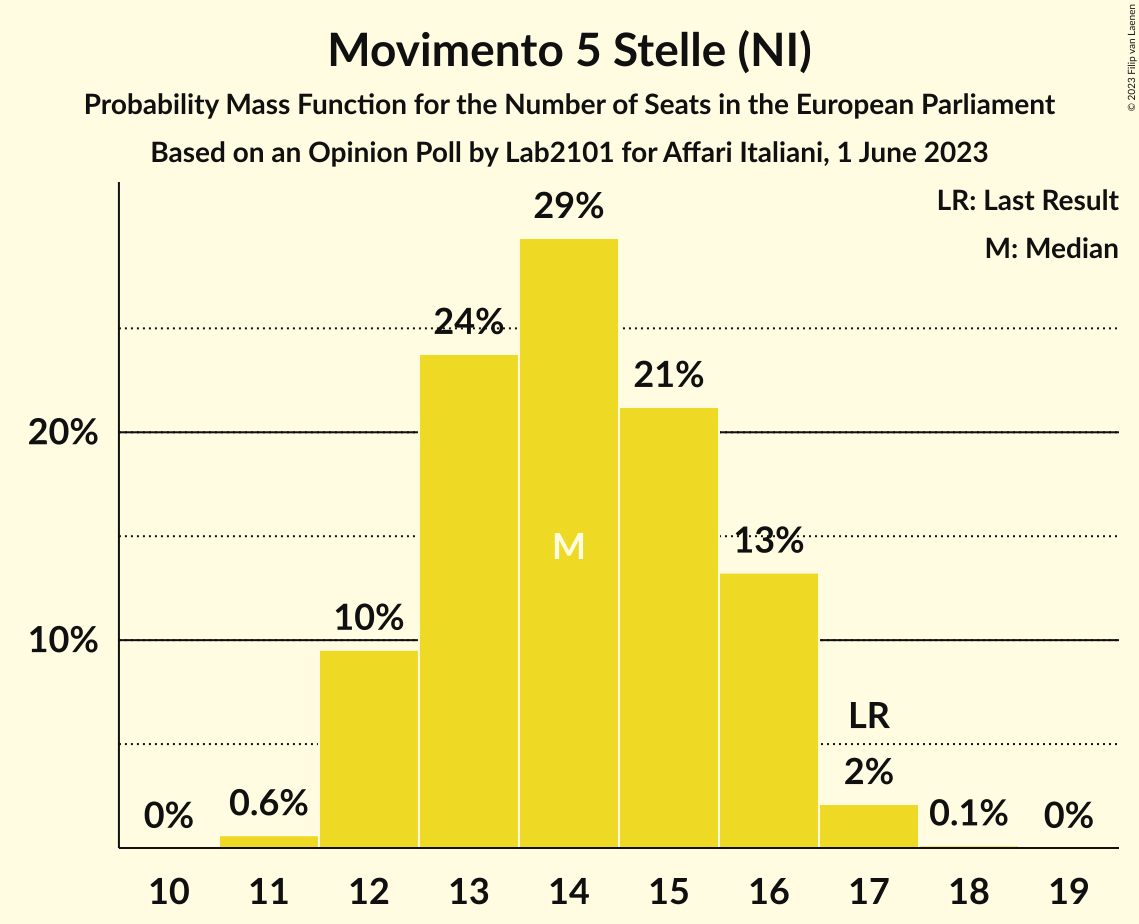 Movimento 5 Stelle (NI)
Probability Mass Function for the Number of Seats in the European Parliament
Based on an Opinion Poll by Lab2101 for Affari Italiani, 1 June 2023
© 2023 Filip van Laenen
LR: Last Result
M: Median
29%
24%
21%
20%
M
13%
10%
10%
LR
2%
0.6%
0%
0.1%
0%
10 11 12 13 14 15 16 17 18 19